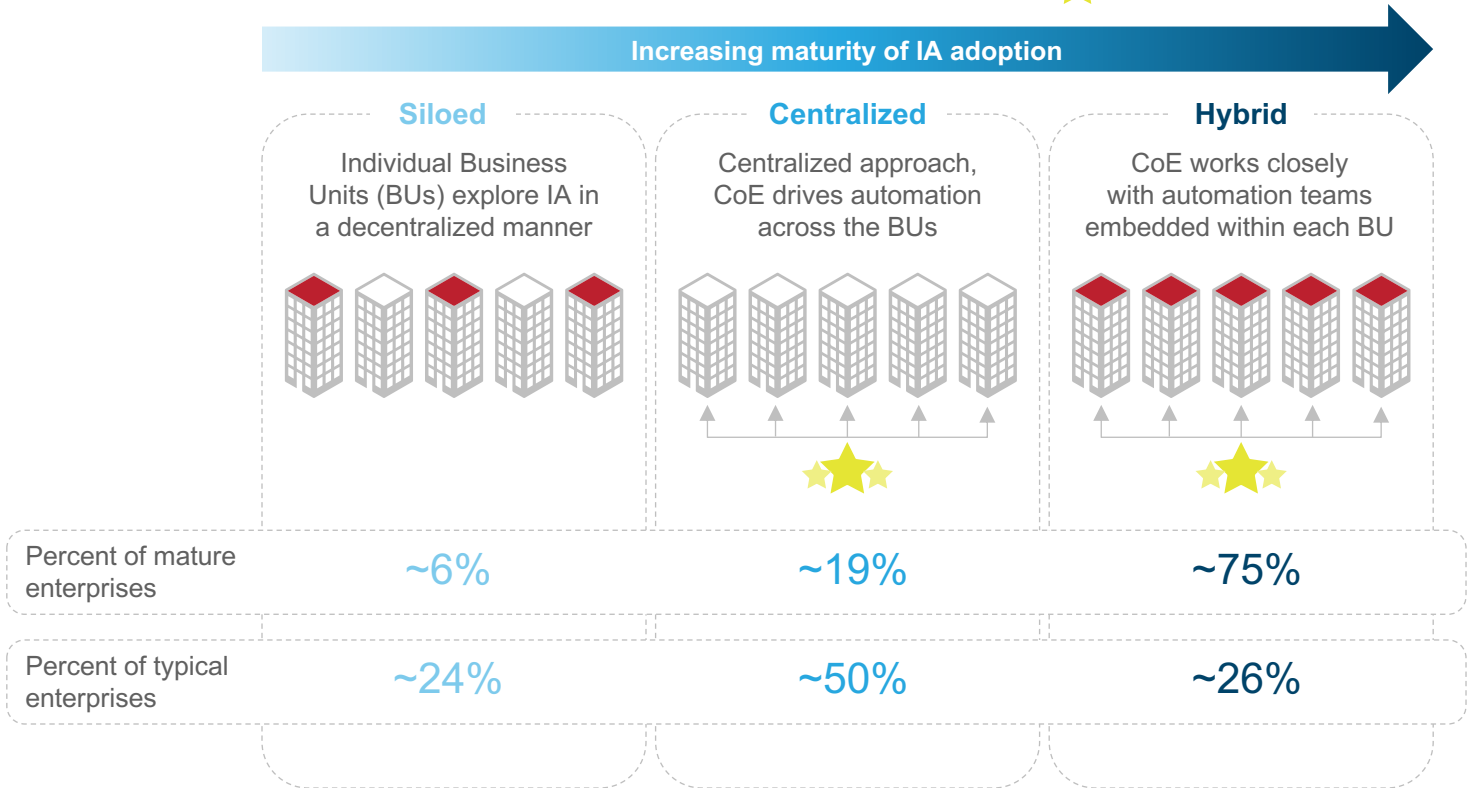 Increasing maturity of IA adoption
Siloed
Individual Business
Units (BUs) explore IA in
a decentralized manner
Centralized
Centralized approach,
CoE drives automation
across the BUs
Hybrid
CoE works closely
with automation teams
embedded within each BU
Percent of mature
enterprises
~6%
~19%
~75%
Percent of typical
enterprises
~24%
~50%
~26%